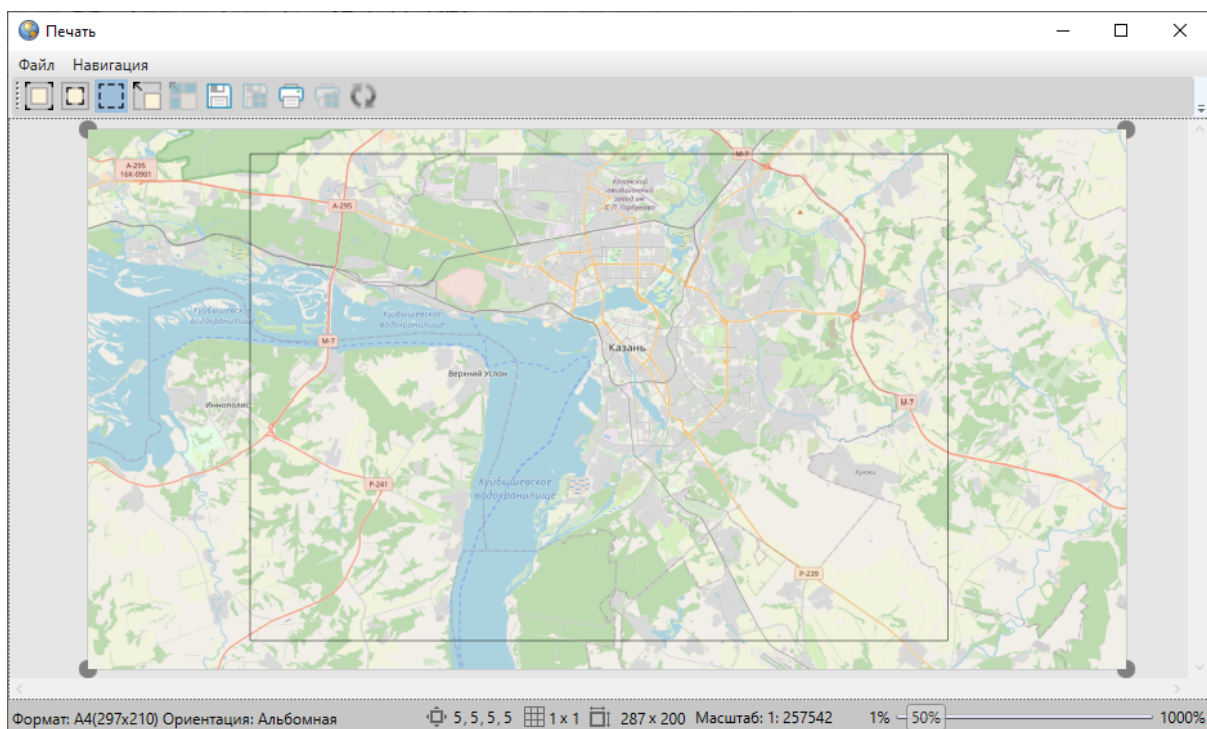 Печать
Файл Навигация
А-295
16К-0901
М-7
Казанский
авиационный
завод им.
С.П. Горбунова
А-295
Куйбышевское
водохранилище
Куйбышевское
водохранилище
М-7
Казань
Верхний Услон
Иннополис
М-7
Куюки
Р-241
Куйбышевское
водохранилище
Р-239
Формат: А4(297x210) Ориентация: Альбомная 5, 5, 5, 5 1 x 1 287 x 200 Масштаб: 1: 257542 1% 50% 1000%